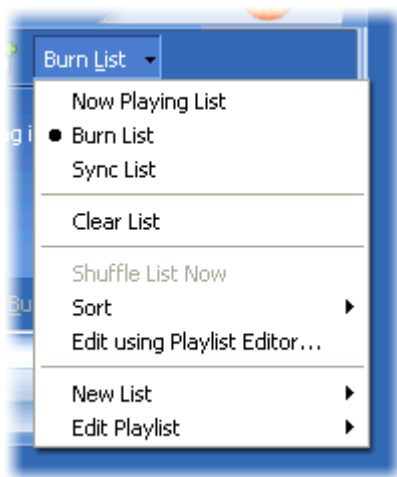 Burn List
Now Playing List
g i
Burn List
Sync List
Clear List
Shuffle List Now
Bu
Sort
Edit using Playlist Editor...
New List
Edit Playlist